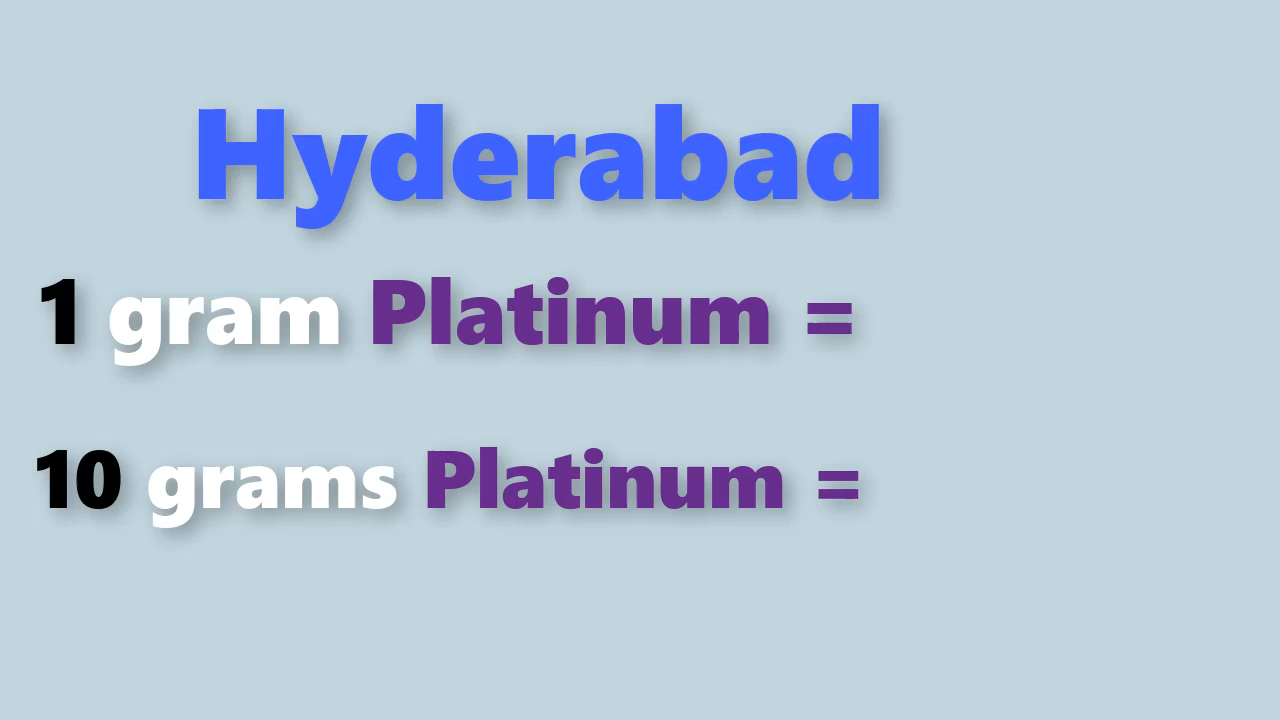 Hyderabad
1 gram Platinum =
10 grams Platinum =